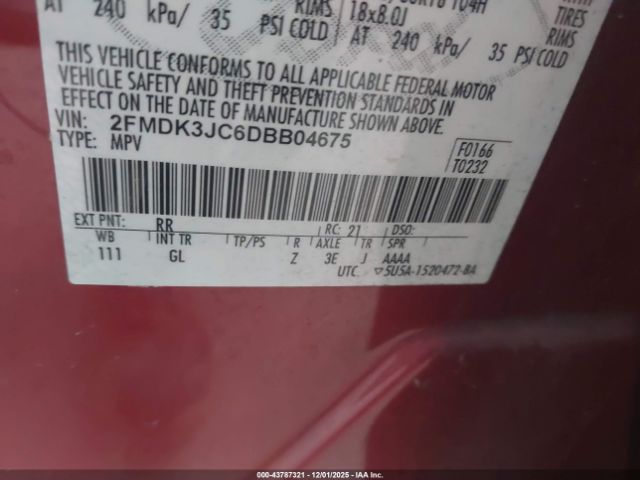 AT 240 kPa/ 35 PSI COLD
RIMS 18x8.0J TIRES
AT 240 kPa/ 35 PSI COLD RIMS
THIS VEHICLE CONFORMS TO ALL APPLICABLE FEDERAL MOTOR
VEHICLE SAFETY AND THEFT PREVENTION STANDARDS IN
EFFECT ON THE DATE OF MANUFACTURE SHOWN ABOVE.
VIN: 2FMDK3JC6DBB04675
TYPE: MPV
F0166
T0232
EXT PNT: RR RC: 21 DSO:
WB INT TR TP/PS R AXLE TR SPR
111 GL Z 3E J AAAA
UTC 5U5A-1520472-BA
000-43787321 - 12/01/2025 - IAA Inc.